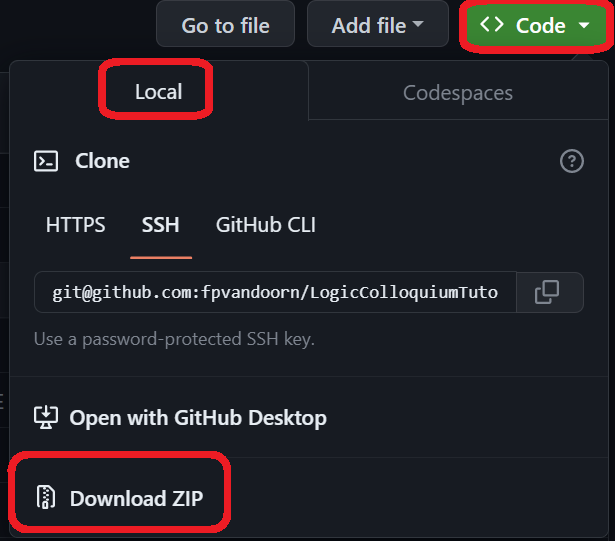 Go to file Add file <> Code
Local Codespaces
Clone ?
HTTPS SSH GitHub CLI
git@github.com:fpvandoorn/LogicColloquiumTuto
Use a password-protected SSH key.
Open with GitHub Desktop
Download ZIP